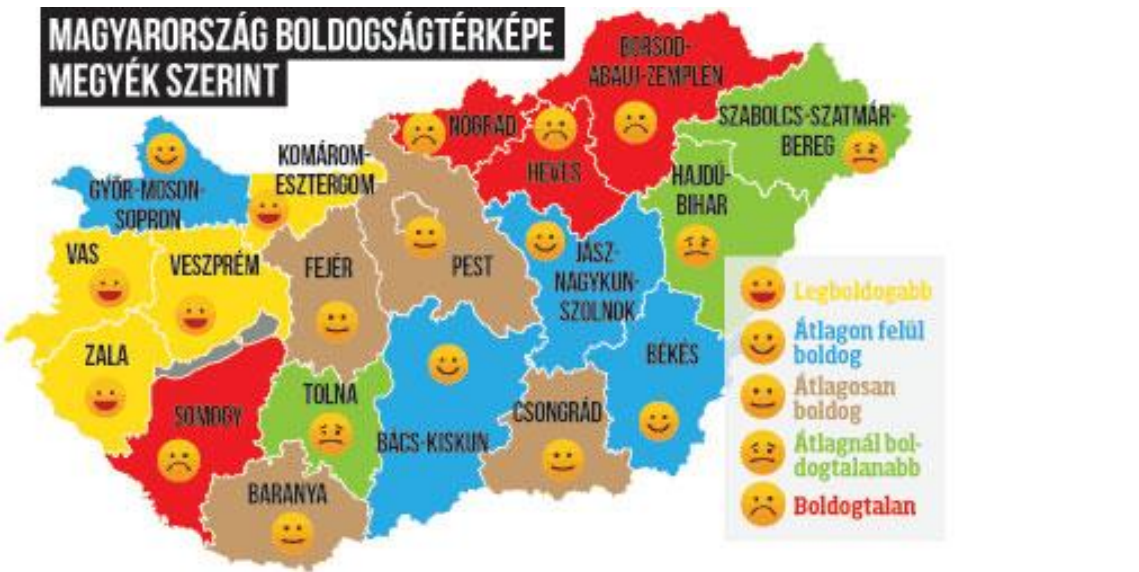 MAGYARORSZÁG BOLDOGSÁGTÉRKÉPE
MEGYÉK SZERINT
BORSOD-
ABAÚJ-ZEMPLÉN
NÓGRÁD
HEVES
SZABOLCS-SZATMÁR-
BEREG
HAJDÚ-
BIHAR
KOMÁROM-
ESZTERGOM
GYŐR-MOSON-
SOPRON
VAS
VESZPRÉM
FEJÉR
PEST
JÁSZ-
NAGYKUN-
SZOLNOK
ZALA
SOMOGY
TOLNA
BÁCS-KISKUN
CSONGRÁD
BÉKÉS
BARANYA
Legboldogabb
Átlagon felül
boldog
Átlagosan
boldog
Átlagnál bol-
dogtalanabb
Boldogtalan